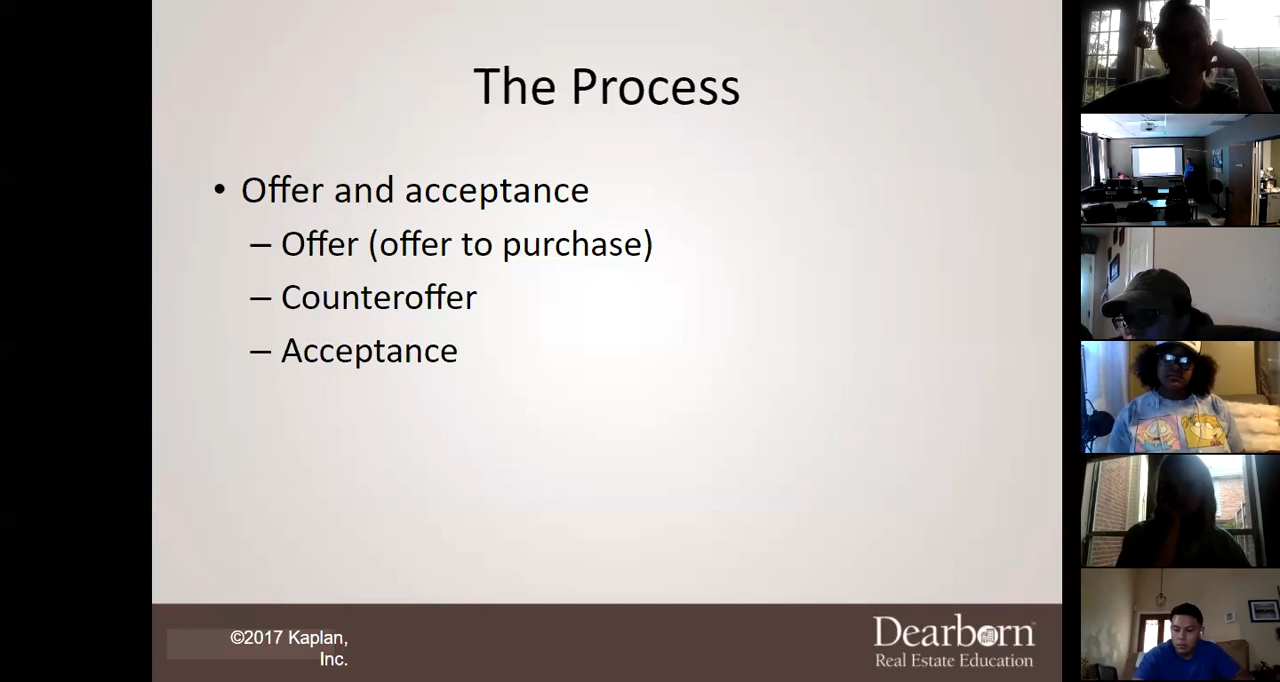 The Process
• Offer and acceptance
– Offer (offer to purchase)
– Counteroffer
– Acceptance
©2017 Kaplan,
Inc.
Dearborn
Real Estate Education